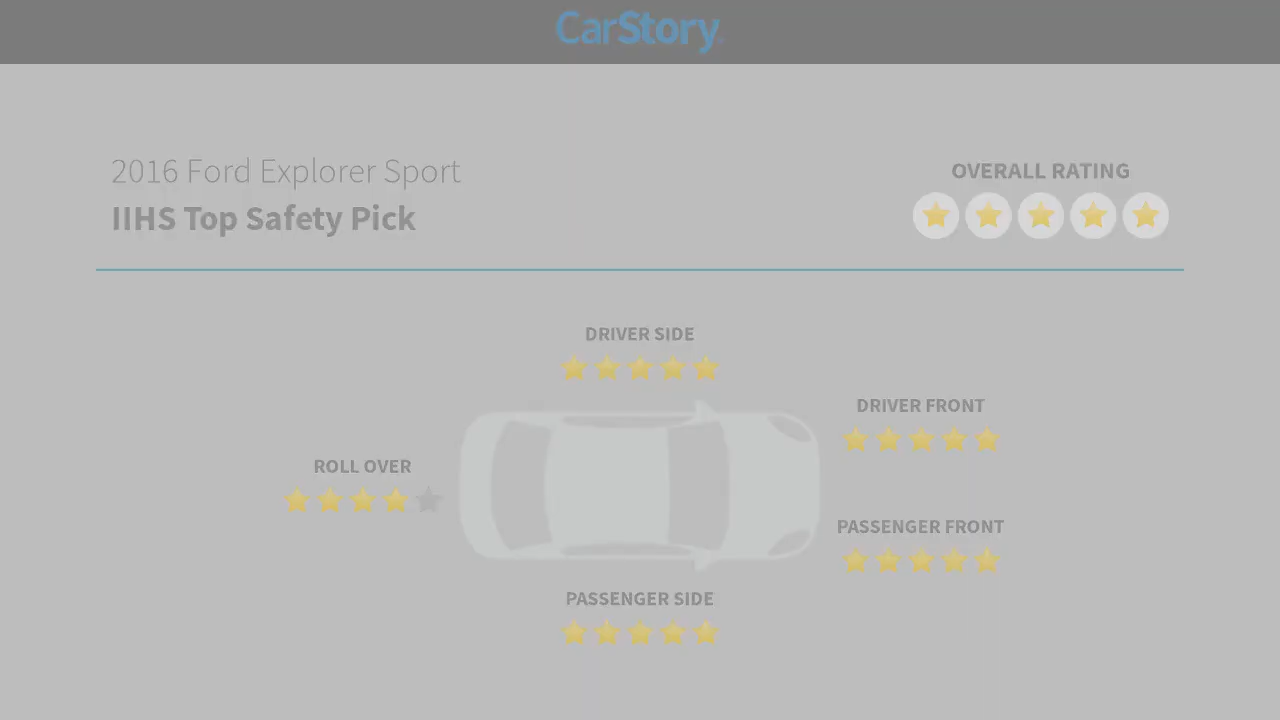 CarStory
2016 Ford Explorer Sport
IIHS Top Safety Pick
OVERALL RATING
DRIVER SIDE
DRIVER FRONT
ROLL OVER
PASSENGER FRONT
PASSENGER SIDE